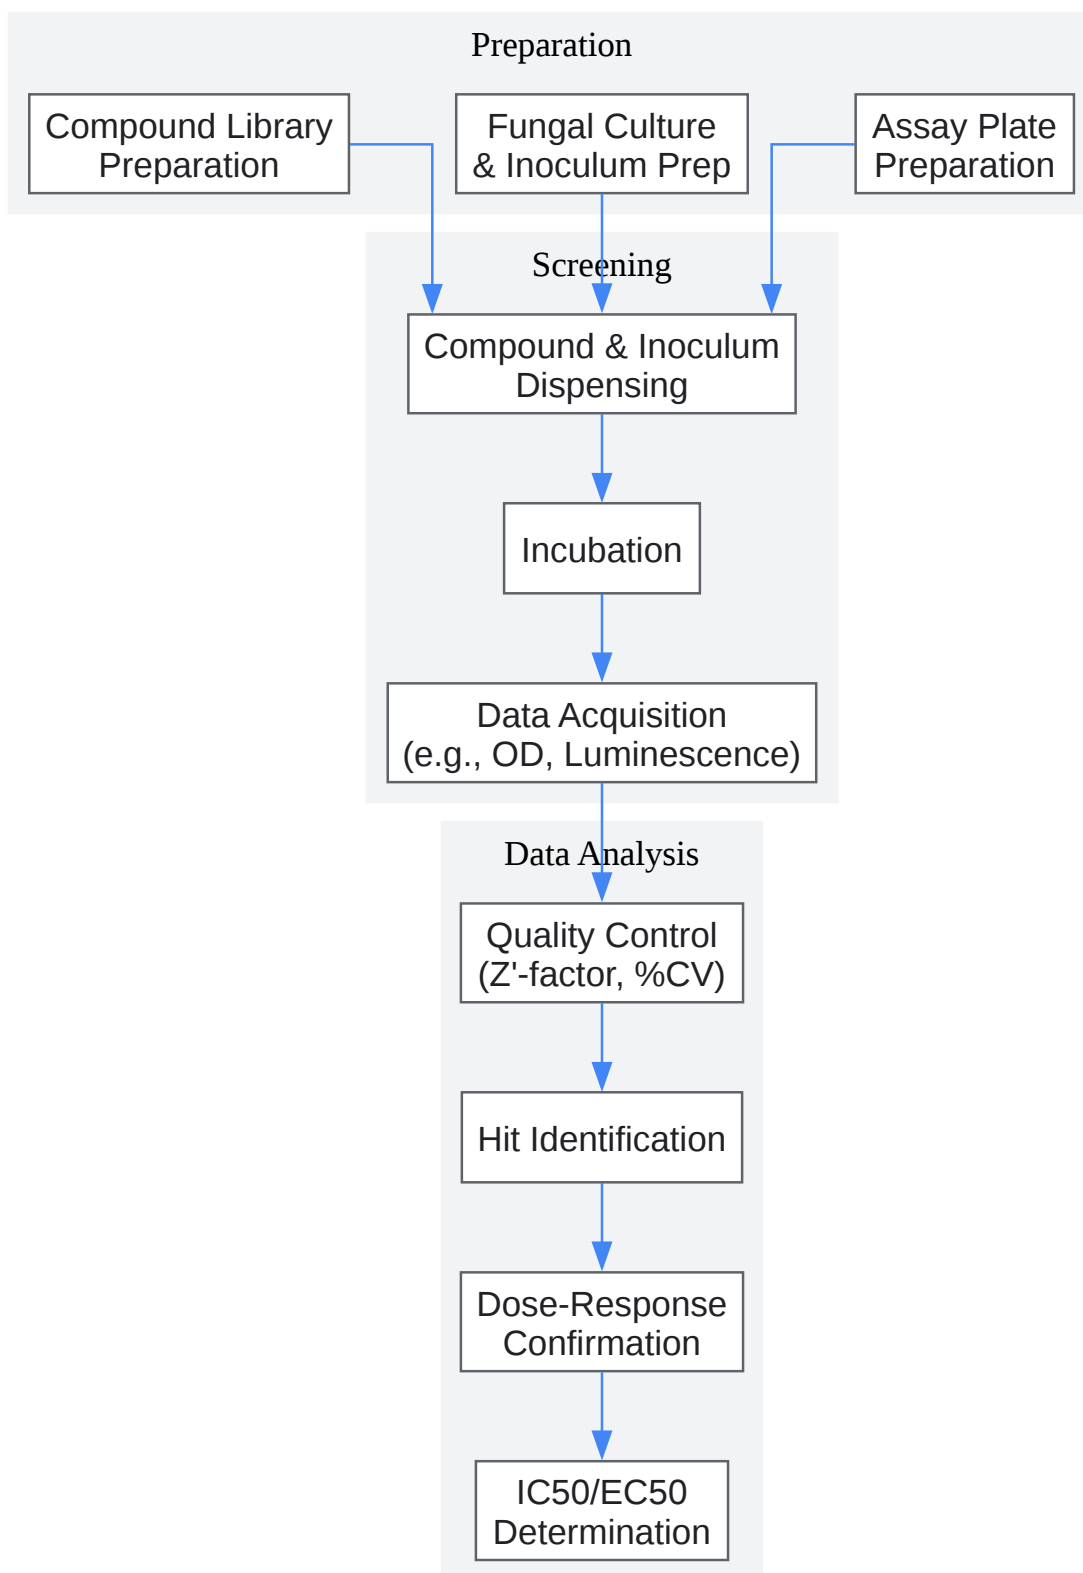 Preparation
Compound Library
Preparation
Fungal Culture
& Inoculum Prep
Assay Plate
Preparation
Screening
Compound & Inoculum
Dispensing
Incubation
Data Acquisition
(e.g., OD, Luminescence)
Data Analysis
Quality Control
(Z'-factor, %CV)
Hit Identification
Dose-Response
Confirmation
IC50/EC50
Determination